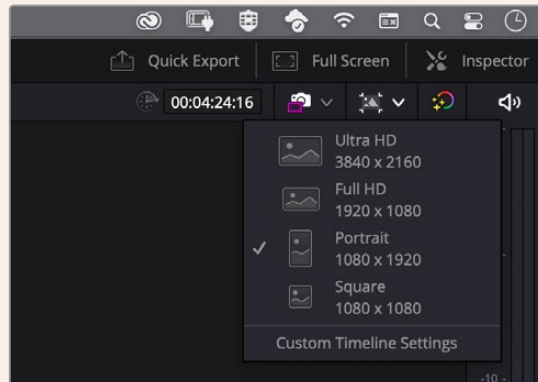 Quick Export Full Screen Inspector
00:04:24:16
Ultra HD
3840 x 2160
Full HD
1920 x 1080
Portrait
1080 x 1920
Square
1080 x 1080
Custom Timeline Settings
-10